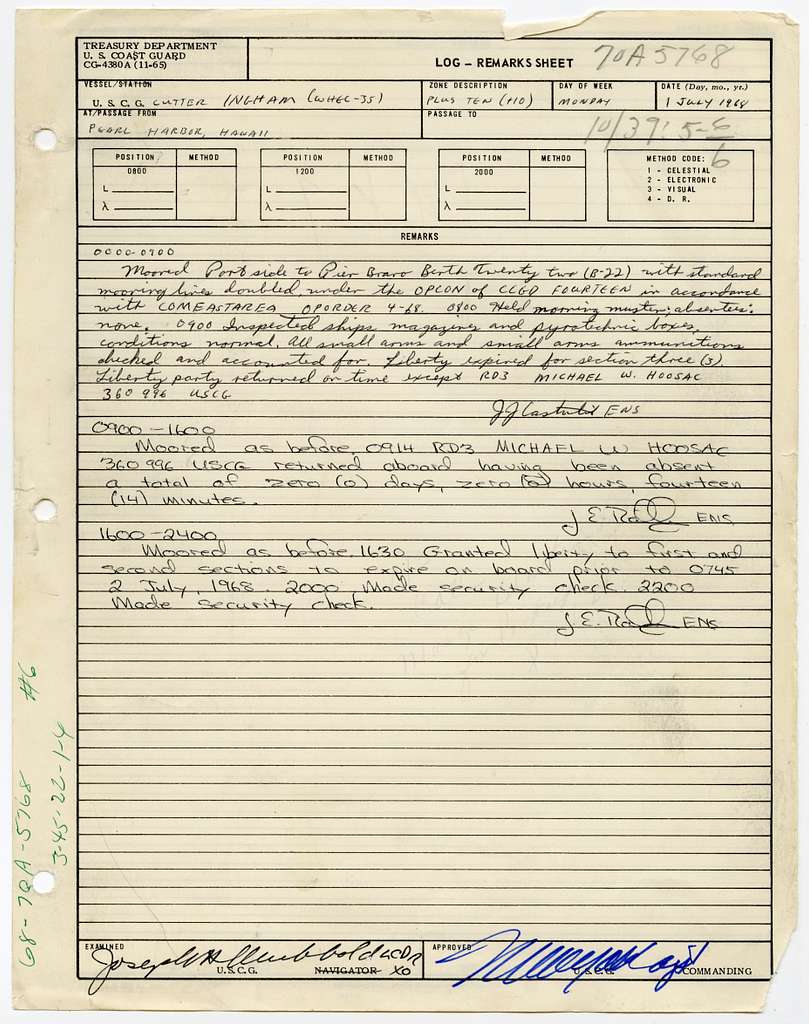 TREASURY DEPARTMENT
U. S. COAST GUARD
CG-4380A (11-65)
LOG – REMARKS SHEET
70A5768
VESSEL/STATION
U. S. C. G. CUTTER INGHAM (WHEC-35)
ZONE DESCRIPTION
PLUS TEN (+10)
DAY OF WEEK
MONDAY
DATE (Day, mo., yr.)
1 JULY 1968
AT/PASSAGE FROM
PEARL HARBOR, HAWAII
PASSAGE TO
10/39:5-6
6
POSITION METHOD
0800
L
λ
POSITION METHOD
1200
L
λ
POSITION METHOD
2000
L
λ
METHOD CODE:
1 - CELESTIAL
2 - ELECTRONIC
3 - VISUAL
4 - D. R.
REMARKS
0000-0900
Moored Port side to Pier Bravo Berth Twenty two (B-22) with standard
mooring lines doubled, under the OPCON of CCGD FOURTEEN in accordance
with COMEASTAREA OPORDER 4-68 0800 Held morning muster: absentees:
none. 0900 Inspected ships magazines and pyrotechnic boxes,
conditions normal. All small arms and small arms ammunitions
checked and accounted for. Liberty expired for section three (3).
Liberty party returned on time except RD3 MICHAEL W. HOOSAC
360 996 USCG
ENS
0900-1600
Moored as before, 0914 RD3 MICHAEL W HOOSAC
360 996 USCG returned aboard having been absent
a total of zero (0) days, zero (0) hours, fourteen
(14) minutes.
J.E. ENS
1600-2400
Moored as before. 1630 Granted liberty to first and
second sections to expire on board prior to 0745
2 July, 1968. 2000 Made security check. 2200
Made security check.
J.E. ENS
EXAMINED
Joseph H LCDR
U.S.C.G. NAVIGATOR XO
APPROVED
U.S.C.G. COMMANDING
68-70A-5768 #6
3-45-22-1-4